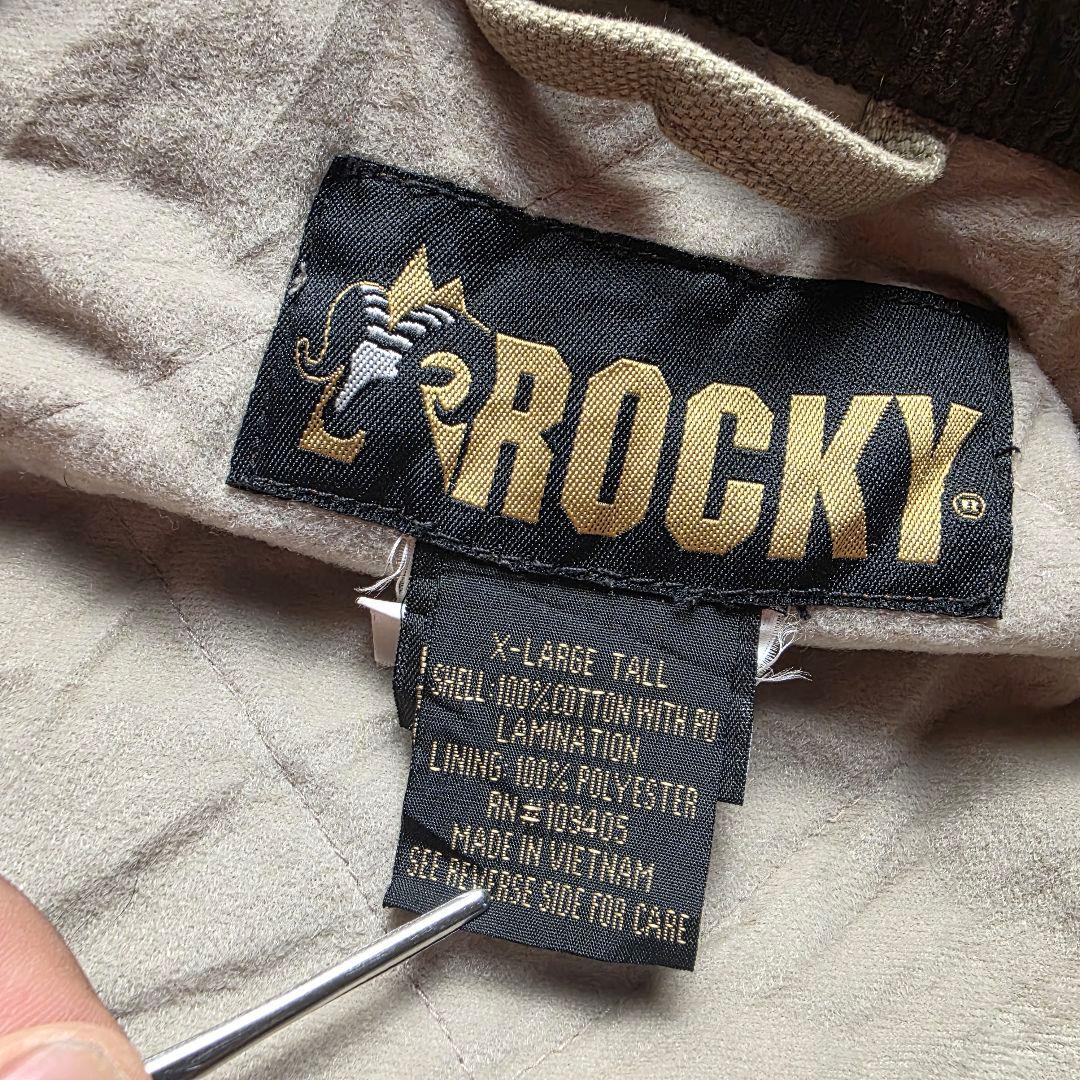 ROCKY®
X-LARGE TALL
SHELL: 100% COTTON WITH PU
LAMINATION
LINING: 100% POLYESTER
RN#109405
MADE IN VIETNAM
SEE REVERSE SIDE FOR CARE